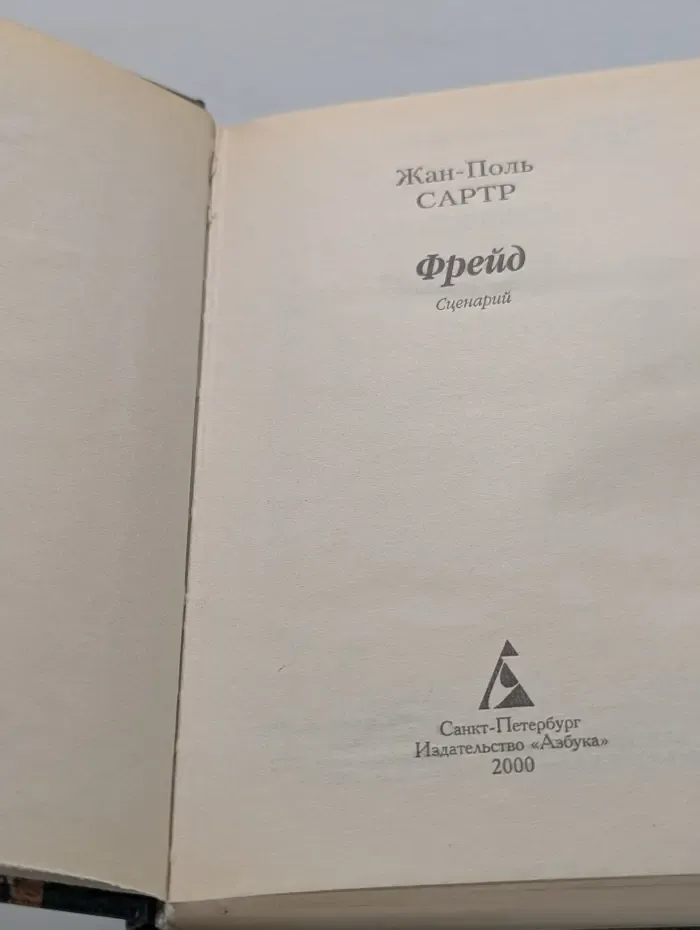 Жан-Поль
САРТР
Фрейд
Сценарий
Санкт-Петербург
Издательство «Азбука»
2000